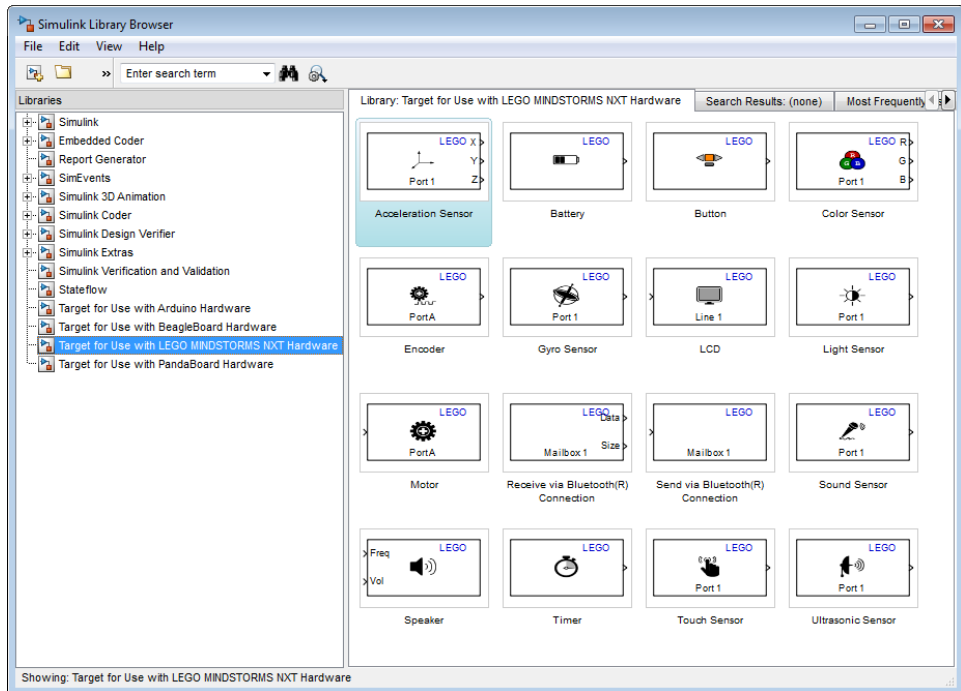 Simulink Library Browser
File Edit View Help
» Enter search term
Libraries
Simulink
Embedded Coder
Report Generator
SimEvents
Simulink 3D Animation
Simulink Coder
Simulink Design Verifier
Simulink Extras
Simulink Verification and Validation
Stateflow
Target for Use with Arduino Hardware
Target for Use with BeagleBoard Hardware
Target for Use with LEGO MINDSTORMS NXT Hardware
Target for Use with PandaBoard Hardware
Library: Target for Use with LEGO MINDSTORMS NXT Hardware Search Results: (none) Most Frequently
LEGO X
Y
Port 1 Z
Acceleration Sensor
LEGO
Battery
LEGO
Button
LEGO R
G
Port 1 B
Color Sensor
LEGO
PortA
Encoder
LEGO
Port 1
Gyro Sensor
LEGO
Line 1
LCD
LEGO
Port 1
Light Sensor
LEGO
PortA
Motor
LEGO
Data
Mailbox 1 Size
Receive via Bluetooth(R)
Connection
LEGO
Mailbox 1
Send via Bluetooth(R)
Connection
LEGO
Port 1
Sound Sensor
LEGO
Freq
Vol
Speaker
LEGO
Timer
LEGO
Port 1
Touch Sensor
LEGO
Port 1
Ultrasonic Sensor
Showing: Target for Use with LEGO MINDSTORMS NXT Hardware